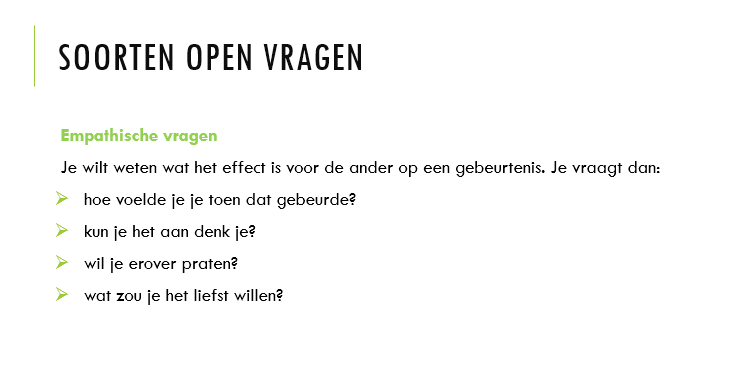 SOORTEN OPEN VRAGEN
Empathische vragen
Je wilt weten wat het effect is voor de ander op een gebeurtenis. Je vraagt dan:
hoe voelde je je toen dat gebeurde?
kun je het aan denk je?
wil je erover praten?
wat zou je het liefst willen?